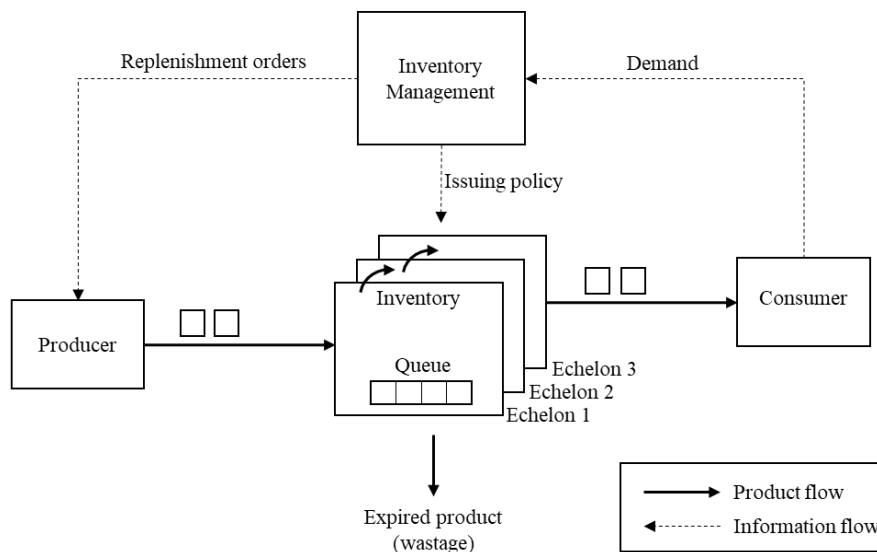 Replenishment orders
Inventory
Management
Demand
Issuing policy
Producer
Inventory
Queue
Echelon 3
Echelon 2
Echelon 1
Consumer
Expired product
(wastage)
Product flow
Information flow